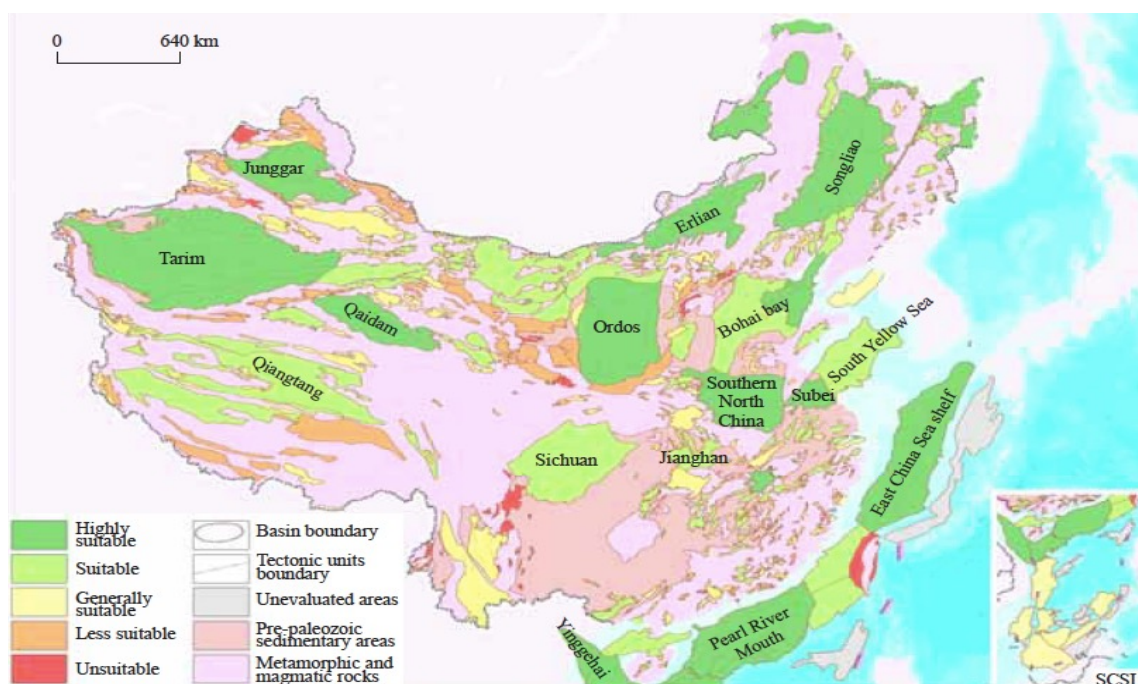 0
640 km
Junggar
Songliao
Erlian
Tarim
Qaidam
Ordos
Bohai bay
South Yellow Sea
Qiangtang
Southern
North
China
Subei
Sichuan
Jianghan
East China Sea shelf
Pearl River
Mouth
Yinggehai
Highly
suitable
Suitable
Generally
suitable
Less suitable
Unsuitable
Basin boundary
Tectonic units
boundary
Unevaluated areas
Pre-paleozoic
sedimentary areas
Metamorphic and
magmatic rocks
SCSI